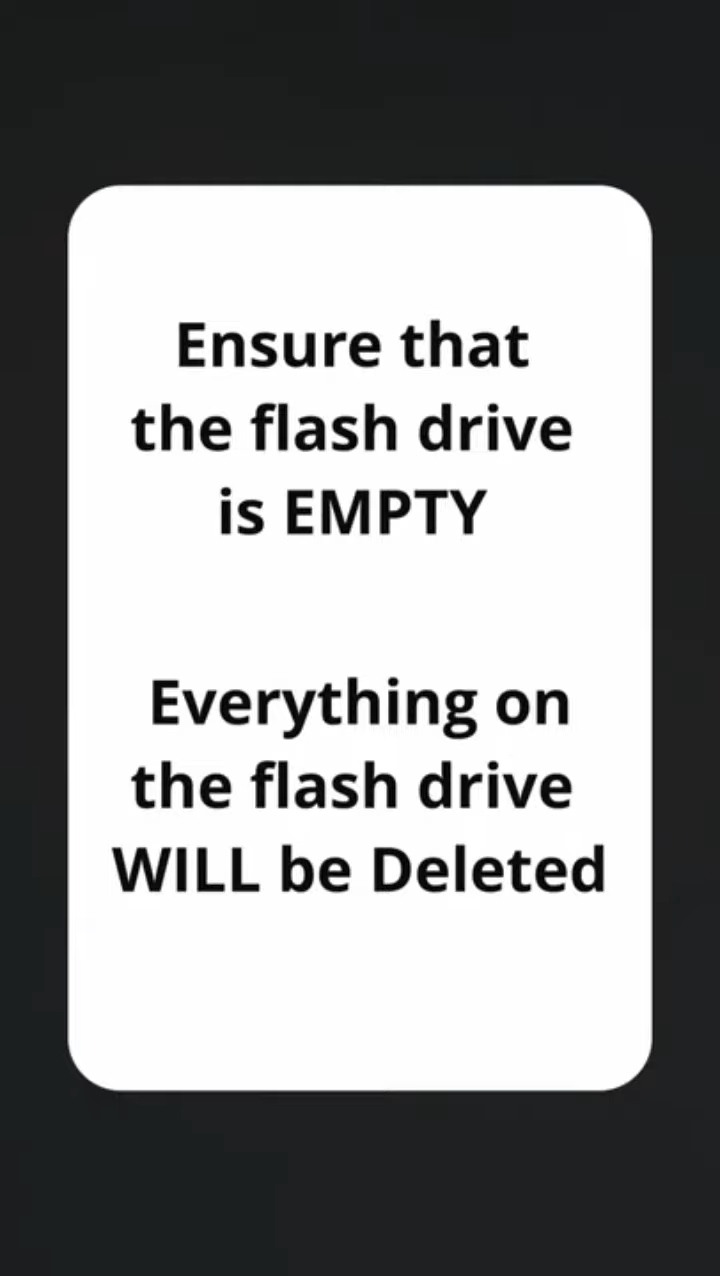 Ensure that
the flash drive
is EMPTY
Everything on
the flash drive
WILL be Deleted